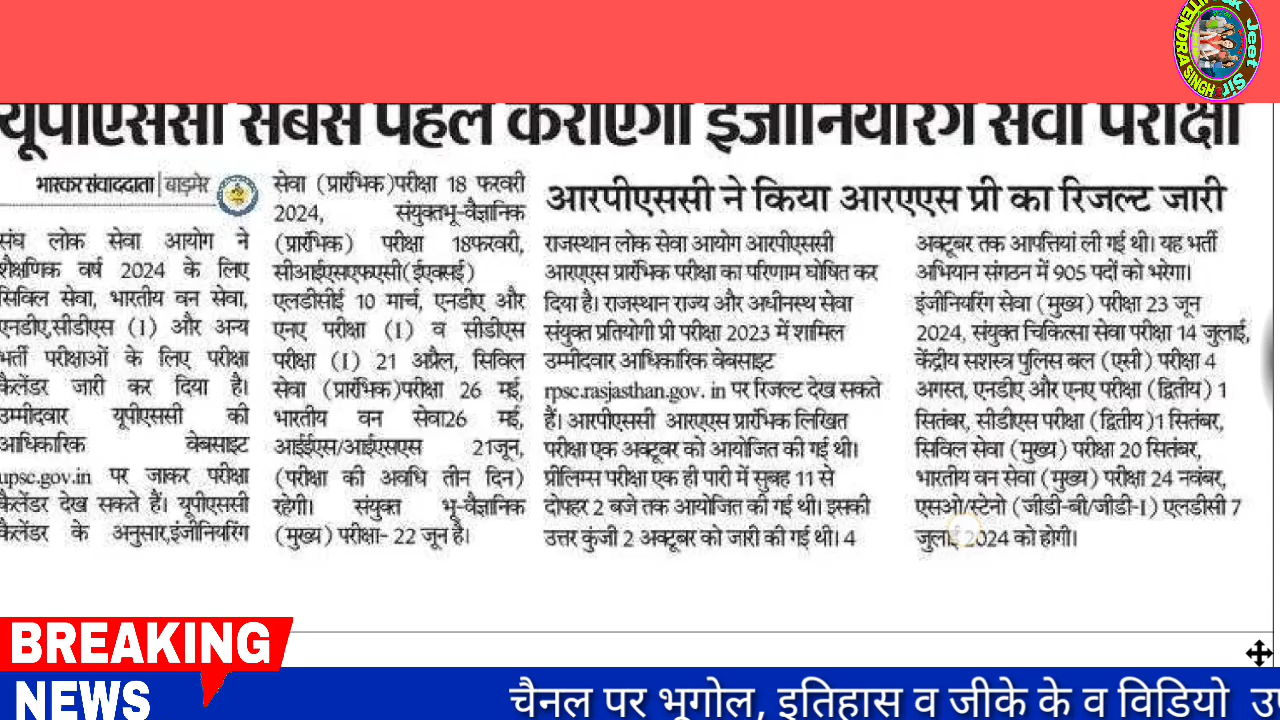 यूपीएससी सबसे पहले कराएगी इंजीनियरिंग सेवा परीक्षा
भास्कर संवाददाता | बाड़मेर
संघ लोक सेवा आयोग ने
शैक्षणिक वर्ष 2024 के लिए
सिविल सेवा, भारतीय वन सेवा,
एनडीए,सीडीएस (I) और अन्य
भर्ती परीक्षाओं के लिए परीक्षा
कैलेंडर जारी कर दिया है।
उम्मीदवार यूपीएससी की
आधिकारिक वेबसाइट
upsc.gov.in पर जाकर परीक्षा
कैलेंडर देख सकते हैं। यूपीएससी
कैलेंडर के अनुसार,इंजीनियरिंग
सेवा (प्रारंभिक)परीक्षा 18 फरवरी
2024, संयुक्तभू-वैज्ञानिक
(प्रारंभिक) परीक्षा 18फरवरी,
सीआईएसएफएसी(ईएक्सई)
एलडीसीई 10 मार्च, एनडीए और
एनए परीक्षा (I) व सीडीएस
परीक्षा (I) 21 अप्रैल, सिविल
सेवा (प्रारंभिक)परीक्षा 26 मई,
भारतीय वन सेवा26 मई,
आईईएस/आईएसएस 21जून,
(परीक्षा की अवधि तीन दिन)
रहेगी। संयुक्त भू-वैज्ञानिक
(मुख्य) परीक्षा- 22 जून है।
आरपीएससी ने किया आरएएस प्री का रिजल्ट जारी
राजस्थान लोक सेवा आयोग आरपीएससी
आरएएस प्रारंभिक परीक्षा का परिणाम घोषित कर
दिया है। राजस्थान राज्य और अधीनस्थ सेवा
संयुक्त प्रतियोगी प्री परीक्षा 2023 में शामिल
उम्मीदवार आधिकारिक वेबसाइट
rpsc.rasjasthan.gov. in पर रिजल्ट देख सकते
हैं। आरपीएससी आरएएस प्रारंभिक लिखित
परीक्षा एक अक्टूबर को आयोजित की गई थी।
प्रीलिम्स परीक्षा एक ही पारी में सुबह 11 से
दोपहर 2 बजे तक आयोजित की गई थी। इसकी
उत्तर कुंजी 2 अक्टूबर को जारी की गई थी। 4
अक्टूबर तक आपत्तियां ली गई थी। यह भर्ती
अभियान संगठन में 905 पदों को भरेगा।
इंजीनियरिंग सेवा (मुख्य) परीक्षा 23 जून
2024, संयुक्त चिकित्सा सेवा परीक्षा 14 जुलाई,
केंद्रीय सशस्त्र पुलिस बल (एसी) परीक्षा 4
अगस्त, एनडीए और एनए परीक्षा (द्वितीय) 1
सितंबर, सीडीएस परीक्षा (द्वितीय)1 सितंबर,
सिविल सेवा (मुख्य) परीक्षा 20 सितंबर,
भारतीय वन सेवा (मुख्य) परीक्षा 24 नवंबर,
एसओ/स्टेनो (जीडी-बी/जीडी-I) एलडीसी 7
जुलाई 2024 को होगी।
Jeet Sir
JITENDRA SINGH
BREAKING
NEWS
चैनल पर भूगोल, इतिहास व जीके के व विडियो